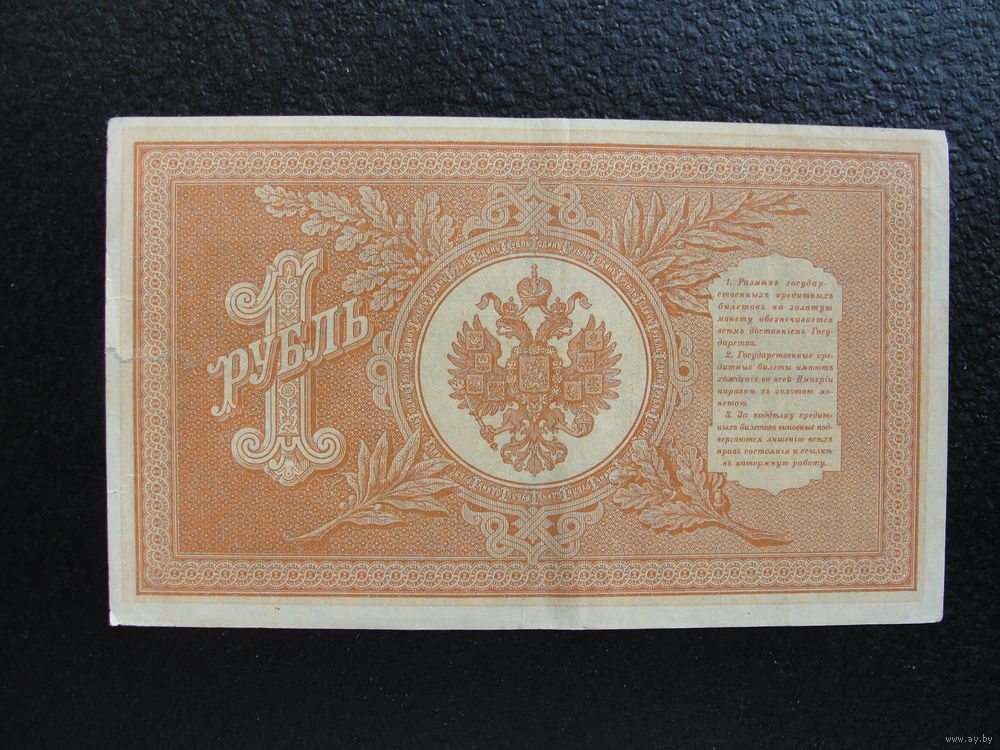 1
РУБЛЬ
1. Размѣнъ государ-
ственныхъ кредитныхъ
билетовъ на золотую
монету обезпечивается
всѣмъ достояніемъ Госу-
дарства.
2. Государственные кре-
дитные билеты имѣютъ
хожденіе во всей Имперіи
наравнѣ съ золотою мо-
нетою.
3. За поддѣлку кредит-
ныхъ билетовъ виновные под-
вергаются лишенію всѣхъ
правъ состоянія и ссылкѣ
въ каторжную работу.
www.ay.by